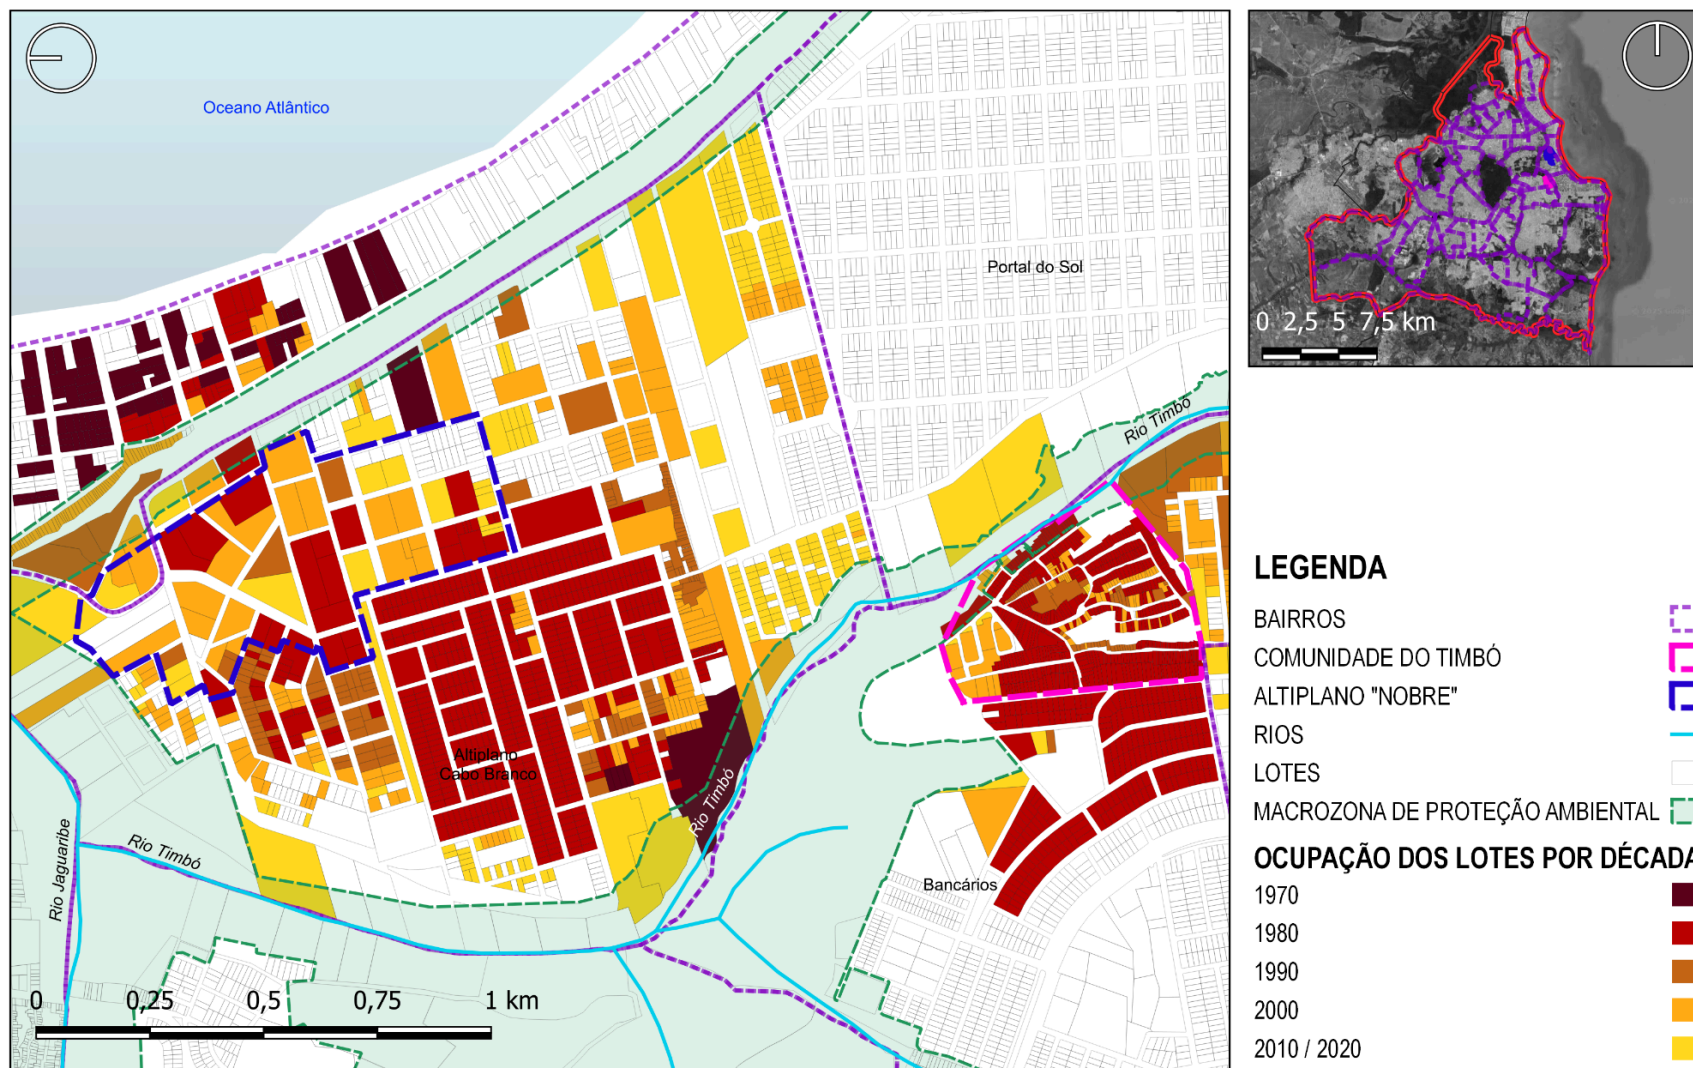 Oceano Atlântico
Portal do Sol
Rio Timbó
Altiplano
Cabo Branco
Rio Timbó
Rio Jaguaribe
Rio Timbó
Bancários
0 0,25 0,5 0,75 1 km
0 2,5 5 7,5 km
LEGENDA
BAIRROS
COMUNIDADE DO TIMBÓ
ALTIPLANO "NOBRE"
RIOS
LOTES
MACROZONA DE PROTEÇÃO AMBIENTAL
OCUPAÇÃO DOS LOTES POR DÉCADA
1970
1980
1990
2000
2010 / 2020